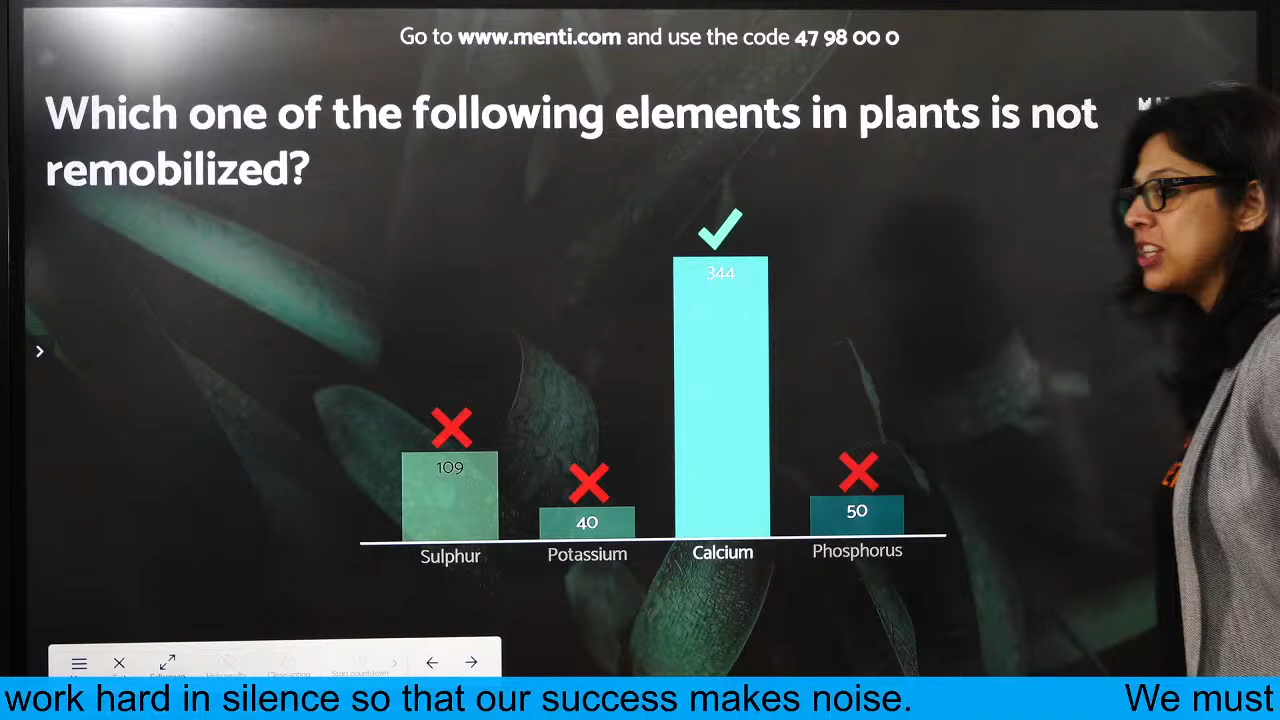 Go to www.menti.com and use the code 47 98 00 0
Which one of the following elements in plants is not
remobilized?
344
109
40
50
Sulphur
Potassium
Calcium
Phosphorus
Start countdown
work hard in silence so that our success makes noise.
We must